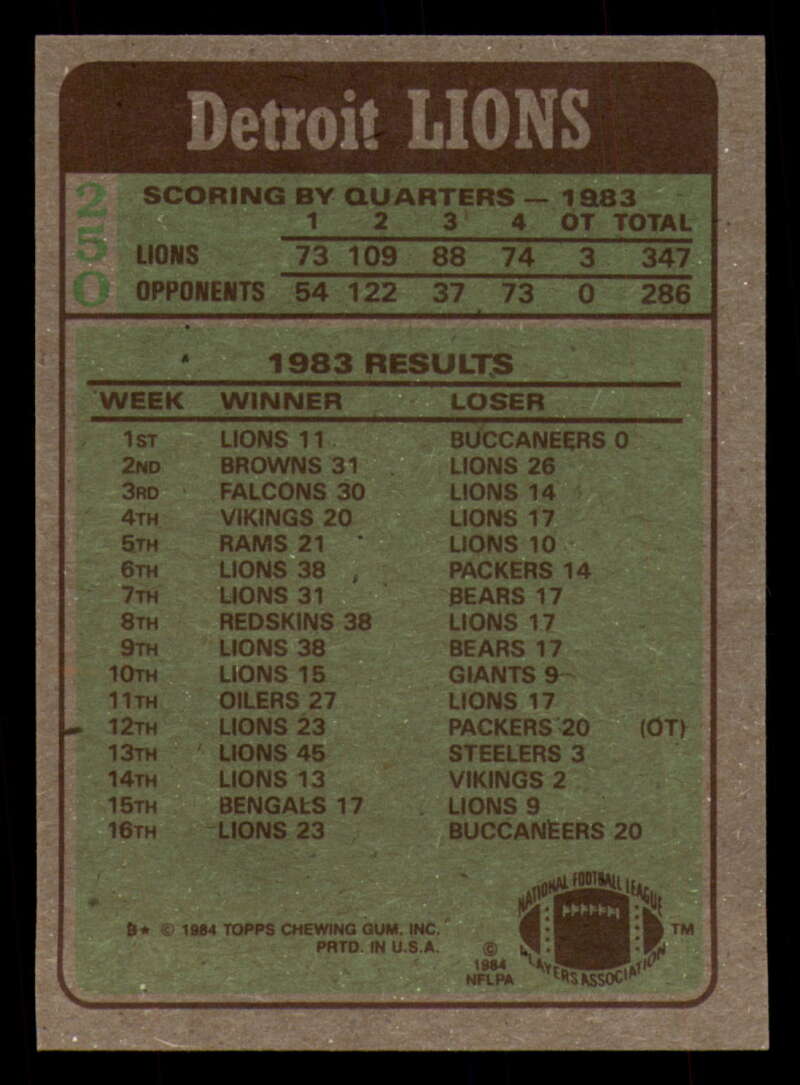 Detroit LIONS
250
SCORING BY QUARTERS — 1983
1 2 3 4 OT TOTAL
LIONS 73 109 88 74 3 347
OPPONENTS 54 122 37 73 0 286
1983 RESULTS
WEEK WINNER LOSER
1ST LIONS 11 BUCCANEERS 0
2ND BROWNS 31 LIONS 26
3RD FALCONS 30 LIONS 14
4TH VIKINGS 20 LIONS 17
5TH RAMS 21 LIONS 10
6TH LIONS 38 PACKERS 14
7TH LIONS 31 BEARS 17
8TH REDSKINS 38 LIONS 17
9TH LIONS 38 BEARS 17
10TH LIONS 15 GIANTS 9
11TH OILERS 27 LIONS 17
12TH LIONS 23 PACKERS 20 (OT)
13TH LIONS 45 STEELERS 3
14TH LIONS 13 VIKINGS 2
15TH BENGALS 17 LIONS 9
16TH LIONS 23 BUCCANEERS 20
B★ © 1984 TOPPS CHEWING GUM, INC.
PRTD. IN U.S.A.
©
1984
NFLPA
NATIONAL FOOTBALL LEAGUE
PLAYERS ASSOCIATION
TM